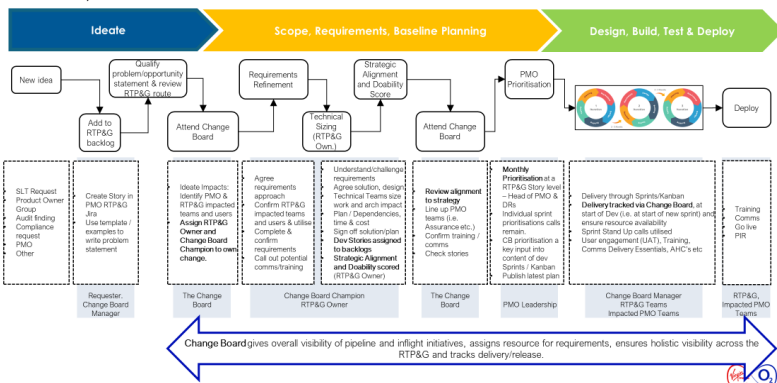 Ideate
Scope, Requirements, Baseline Planning
Design, Build, Test & Deploy
New idea
Add to
RTP&G
backlog
Qualify
problem/opportunity
statement & review
RTP&G route
Attend Change
Board
Requirements
Refinement
Technical
Sizing
(RTP&G
Own.)
Strategic
Alignment
and Doability
Score
Attend Change
Board
PMO
Prioritisation
Deploy
SLT Request
Product Owner
Group
Audit finding
Compliance
request
PMO
Other
Create Story in
PMO RTP&G
Jira
Use template /
examples to
write problem
statement
Ideate Impacts:
Identify PMO &
RTP&G impacted
teams and users
Assign RTP&G
Owner and
Change Board
Champion to own
change.
Agree
requirements
approach
Confirm RTP&G
impacted teams
and users & utilise
Complete &
confirm
requirements
Call out potential
comms/training
Understand/challenge
requirements
Agree solution, design
Technical Teams size
work and arch impact
Plan / Dependencies,
time & cost
Sign off solution/plan
Dev Stories assigned
to backlogs
Strategic Alignment
and Doability scored
(RTP&G Owner)
Review alignment
to strategy
Line up PMO
teams (i.e.
Assurance etc.)
Confirm training /
comms
Check stories
Monthly
Prioritisation at a
RTP&G Story level
– Head of PMO &
DRs
Individual sprint
prioritisations calls
remain.
CB prioritisation a
key input into
content of dev
Sprints / Kanban
Publish latest plan
Delivery through Sprints/Kanban
Delivery tracked via Change Board, at
start of Dev (i.e. at start of new sprint) and
ensure resource availability
Sprint Stand Up calls utilised
User engagement (UAT), Training,
Comms Delivery Essentials, AHC's etc
Training
Comms
Go live
PIR
Requester.
Change Board
Manager
The Change
Board
Change Board Champion
RTP&G Owner
The Change
Board
PMO Leadership
Change Board Manager
RTP&G Teams
Impacted PMO Teams
RTP&G,
Impacted PMO
Teams
Change Board gives overall visibility of pipeline and inflight initiatives, assigns resource for requirements, ensures holistic visibility across the
RTP&G and tracks delivery/release.
Virgin
O2